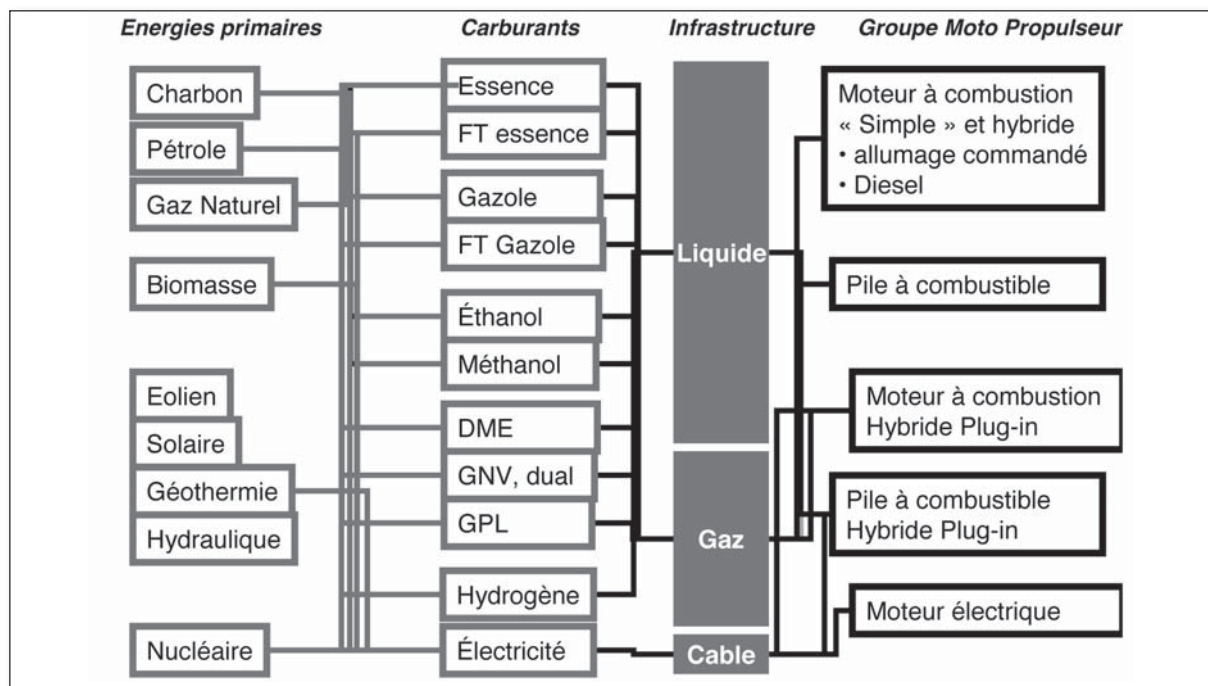 Energies primaires
Carburants
Infrastructure
Groupe Moto Propulseur
Charbon
Pétrole
Gaz Naturel
Biomasse
Eolien
Solaire
Géothermie
Hydraulique
Nucléaire
Essence
FT essence
Gazole
FT Gazole
Éthanol
Méthanol
DME
GNV, dual
GPL
Hydrogène
Électricité
Liquide
Gaz
Cable
Moteur à combustion
« Simple » et hybride
• allumage commandé
• Diesel
Pile à combustible
Moteur à combustion
Hybride Plug-in
Pile à combustible
Hybride Plug-in
Moteur électrique